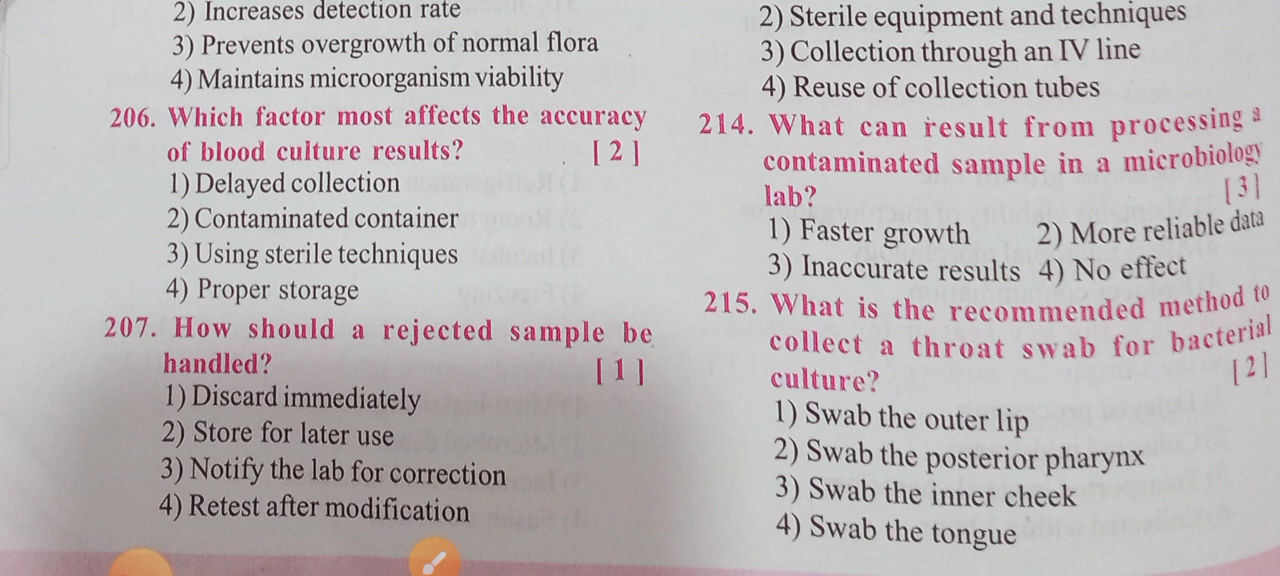 2) Increases detection rate
3) Prevents overgrowth of normal flora
4) Maintains microorganism viability
206. Which factor most affects the accuracy
of blood culture results? [ 2 ]
1) Delayed collection
2) Contaminated container
3) Using sterile techniques
4) Proper storage
207. How should a rejected sample be
handled? [ 1 ]
1) Discard immediately
2) Store for later use
3) Notify the lab for correction
4) Retest after modification
2) Sterile equipment and techniques
3) Collection through an IV line
4) Reuse of collection tubes
214. What can result from processing a
contaminated sample in a microbiology
lab? [ 3 ]
1) Faster growth 2) More reliable data
3) Inaccurate results 4) No effect
215. What is the recommended method to
collect a throat swab for bacterial
culture? [ 2 ]
1) Swab the outer lip
2) Swab the posterior pharynx
3) Swab the inner cheek
4) Swab the tongue